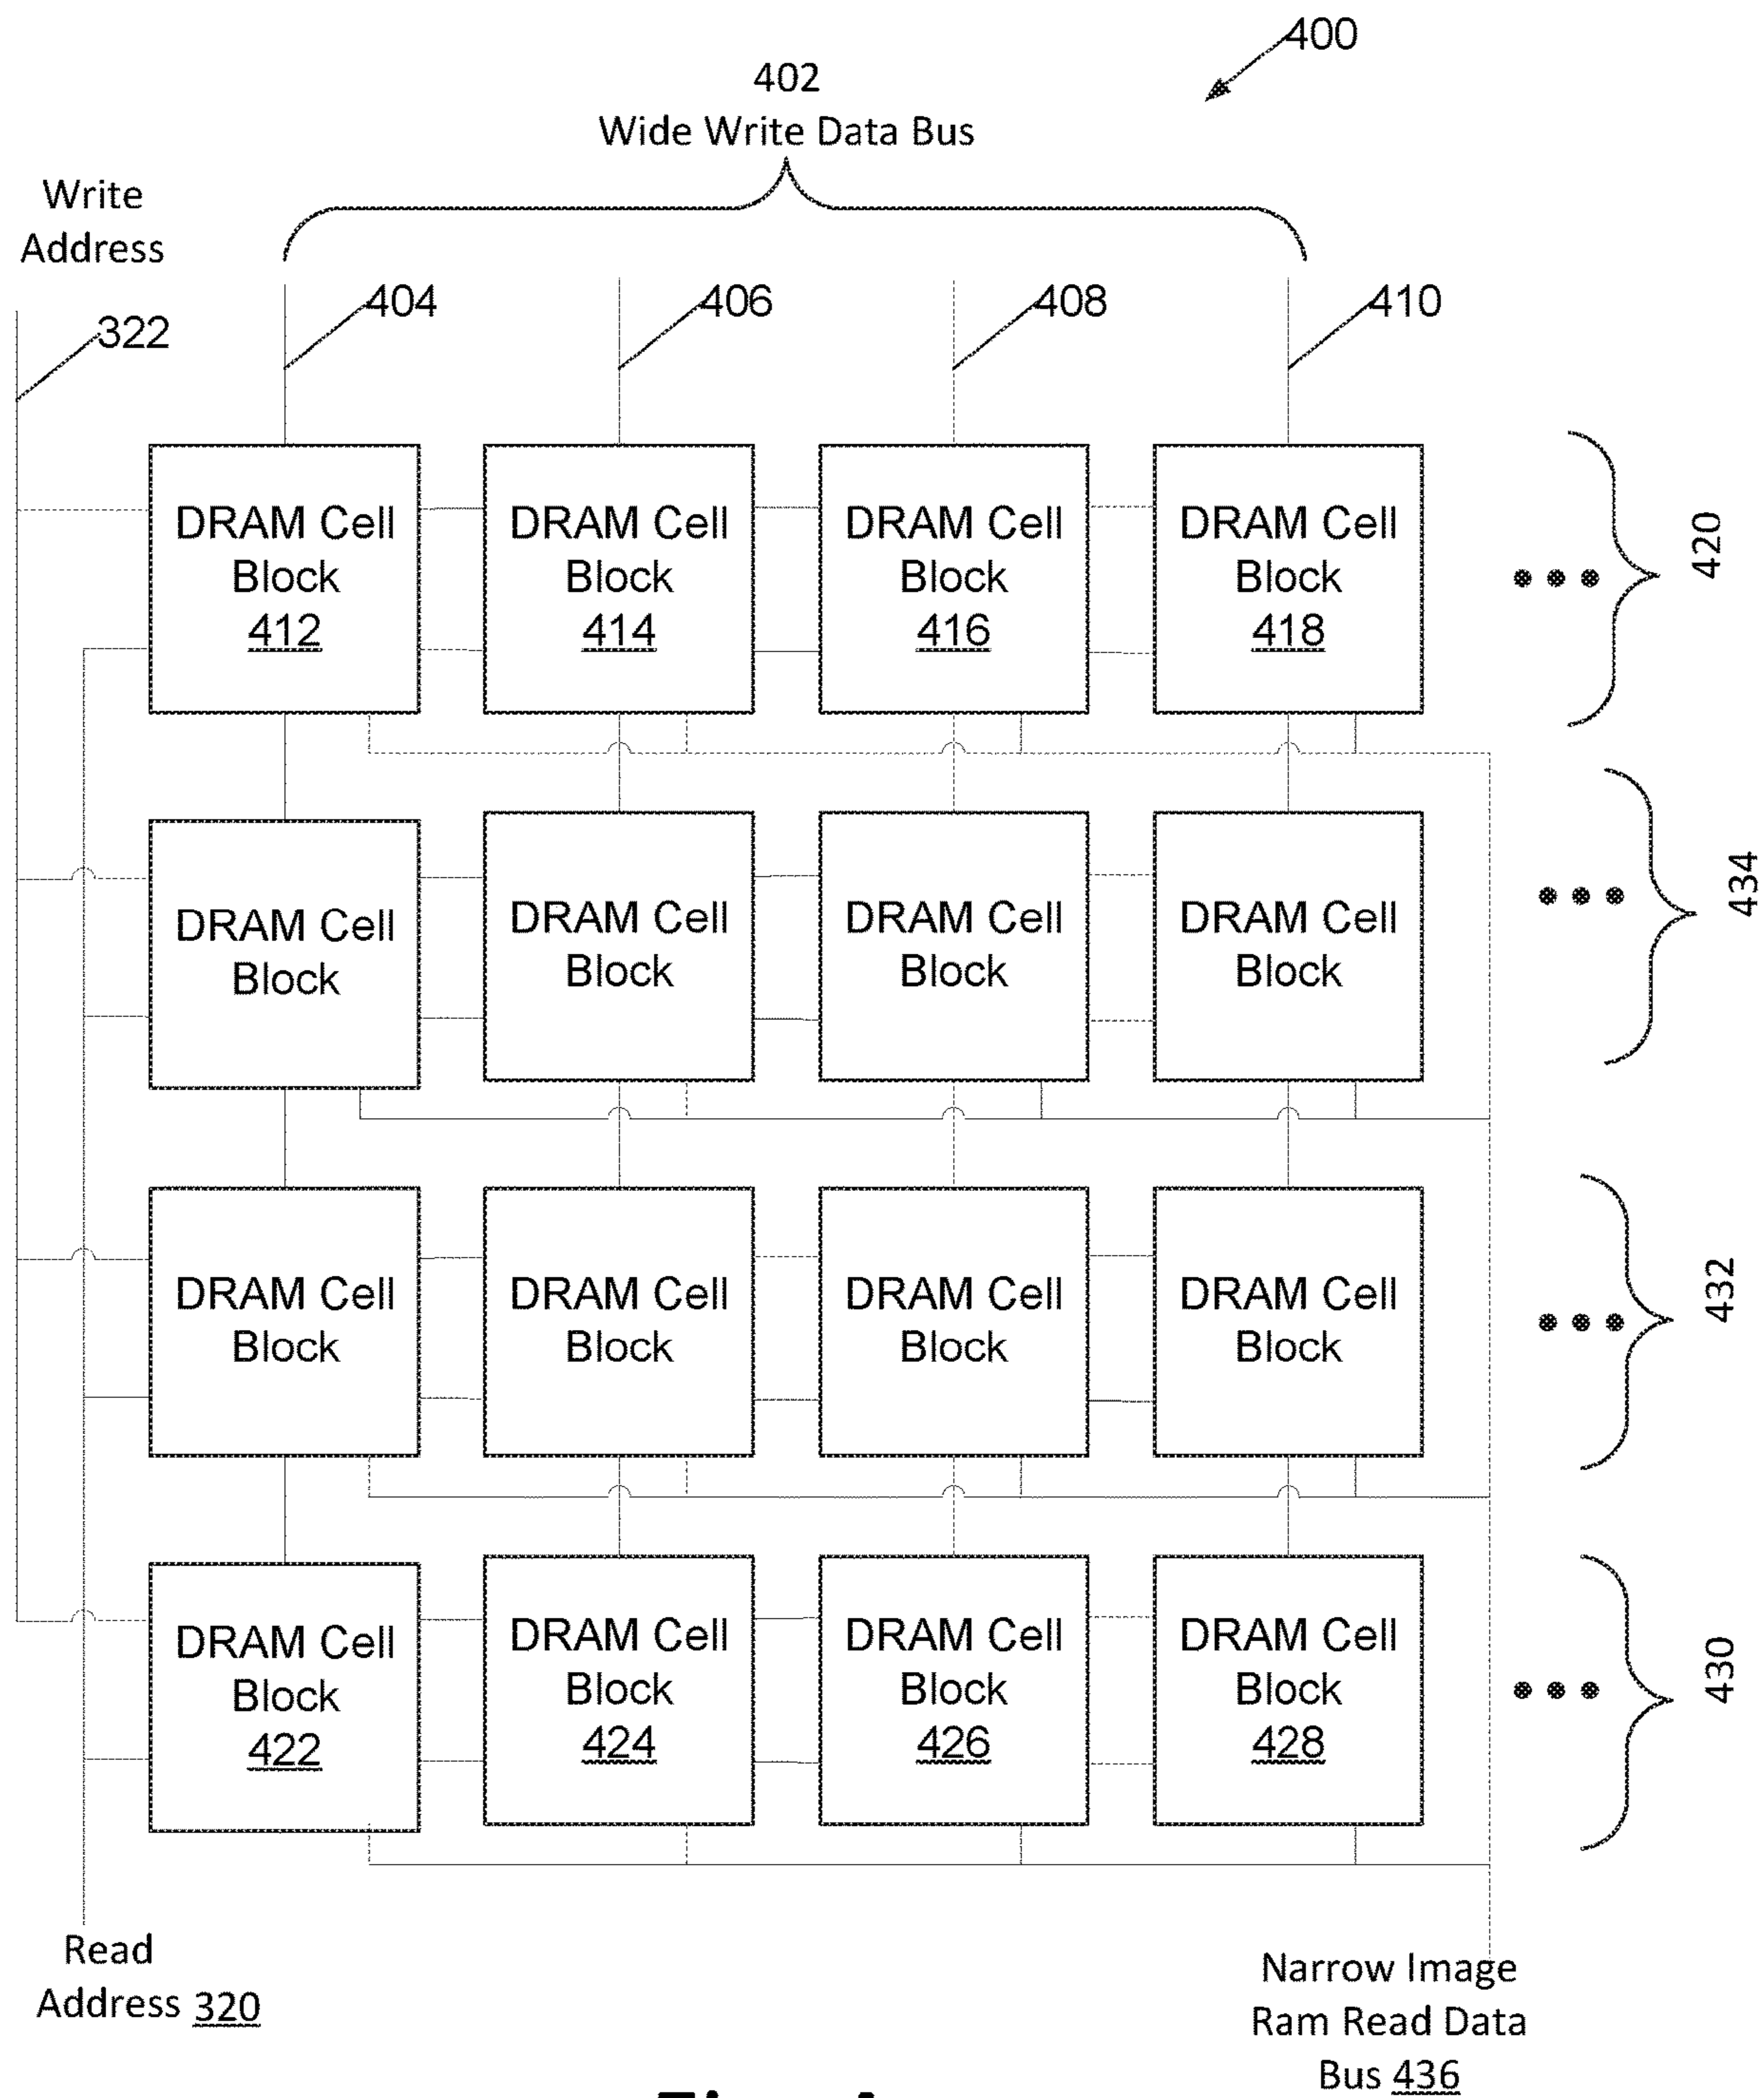 400
402
Wide Write Data Bus
Write
Address
322
404
406
408
410
DRAM Cell
Block
412
DRAM Cell
Block
414
DRAM Cell
Block
416
DRAM Cell
Block
418
420
DRAM Cell
Block
DRAM Cell
Block
DRAM Cell
Block
DRAM Cell
Block
434
DRAM Cell
Block
DRAM Cell
Block
DRAM Cell
Block
DRAM Cell
Block
432
DRAM Cell
Block
422
DRAM Cell
Block
424
DRAM Cell
Block
426
DRAM Cell
Block
428
430
Read
Address 320
Narrow Image
Ram Read Data
Bus 436